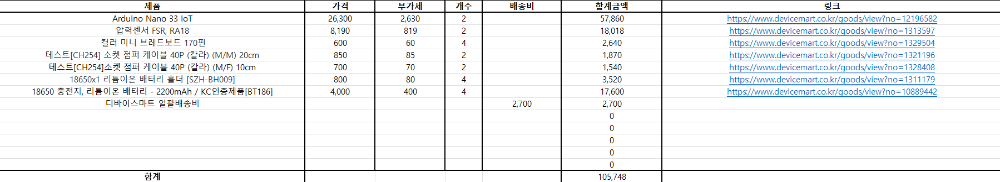 제품 가격 부가세 개수 배송비 합계금액 링크
Arduino Nano 33 IoT 26,300 2,630 2 57,860 https://www.devicemart.co.kr/goods/view?no=12196582
압력센서 FSR, RA18 8,190 819 2 18,018 https://www.devicemart.co.kr/goods/view?no=1313597
컬러 미니 브레드보드 170핀 600 60 4 2,640 https://www.devicemart.co.kr/goods/view?no=1329504
테스트[CH254] 소켓 점퍼 케이블 40P (칼라) (M/M) 20cm 850 85 2 1,870 https://www.devicemart.co.kr/goods/view?no=1321196
테스트[CH254]소켓 점퍼 케이블 40P (칼라) (M/F) 10cm 700 70 2 1,540 https://www.devicemart.co.kr/goods/view?no=1328408
18650x1 리튬이온 배터리 홀더 [SZH-BH009] 800 80 4 3,520 https://www.devicemart.co.kr/goods/view?no=1311179
18650 충전지, 리튬이온 배터리 - 2200mAh / KC인증제품[BT186] 4,000 400 4 17,600 https://www.devicemart.co.kr/goods/view?no=10889442
디바이스마트 일괄배송비 2,700 2,700
0
0
0
0
0
합계 105,748